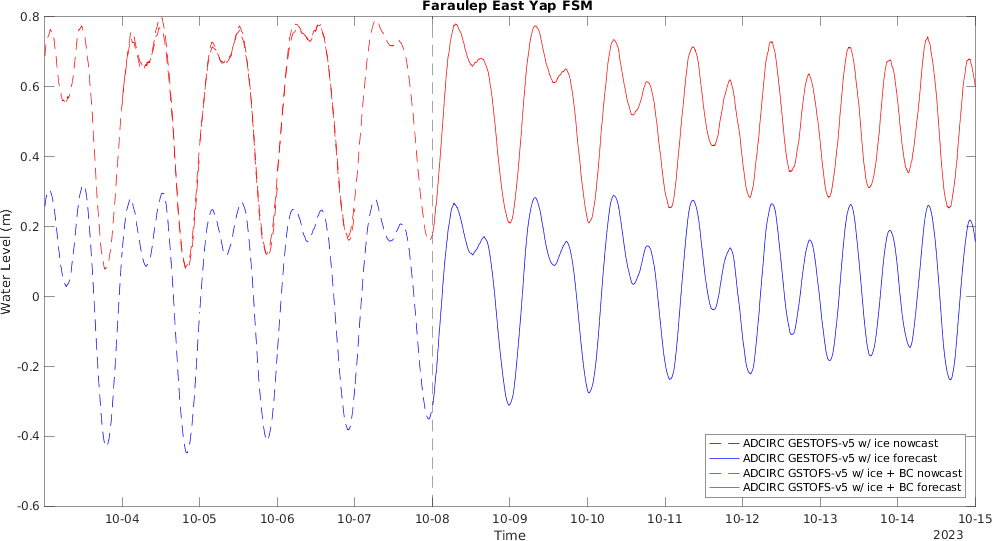 Faraulep East Yap FSM
0.8
0.6
0.4
0.2
0
-0.2
-0.4
-0.6
Water Level (m)
ADCIRC GESTOFS-v5 w/ ice nowcast
ADCIRC GESTOFS-v5 w/ ice forecast
ADCIRC GSTOFS-v5 w/ ice + BC nowcast
ADCIRC GSTOFS-v5 w/ ice + BC forecast
10-04 10-05 10-06 10-07 10-08 10-09 10-10 10-11 10-12 10-13 10-14 10-15
Time
2023